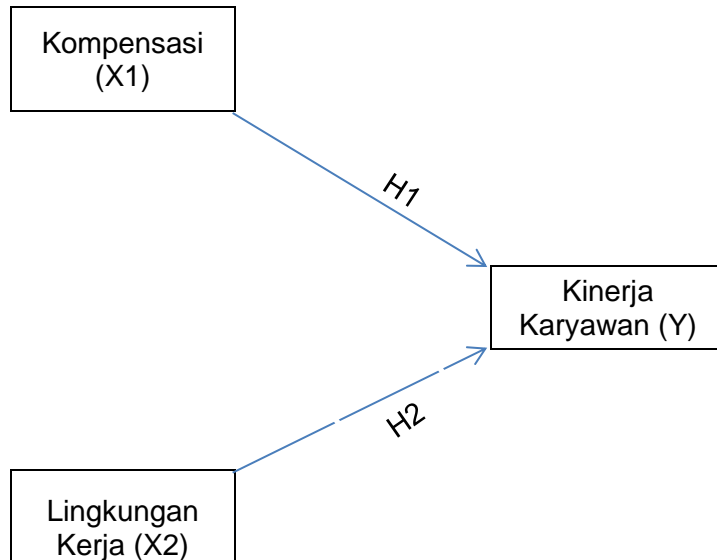 Kompensasi
(X1)
H1
Kinerja
Karyawan (Y)
H2
Lingkungan
Kerja (X2)